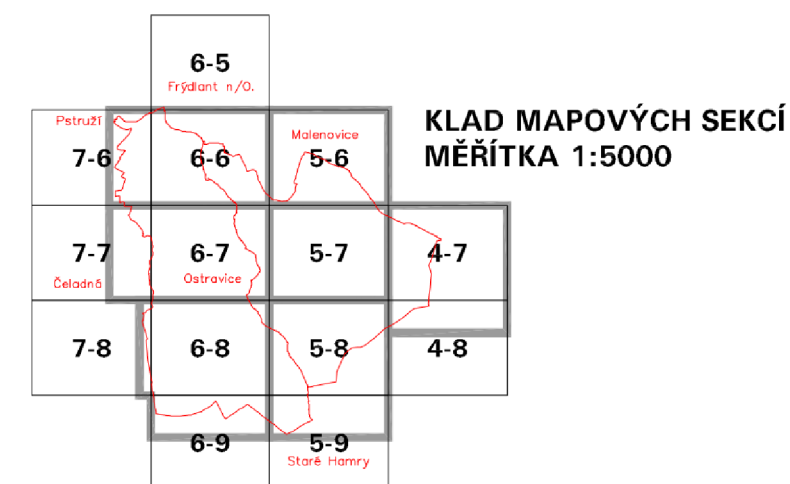 6-5
Frýdlant n/O.
KLAD MAPOVÝCH SEKCÍ
MĚŘÍTKA 1:5000
Pstruží
Malenovice
7-6
6-6
5-6
7-7
6-7
5-7
4-7
Čeladná
Ostravice
7-8
6-8
5-8
4-8
6-9
5-9
Staré Hamry